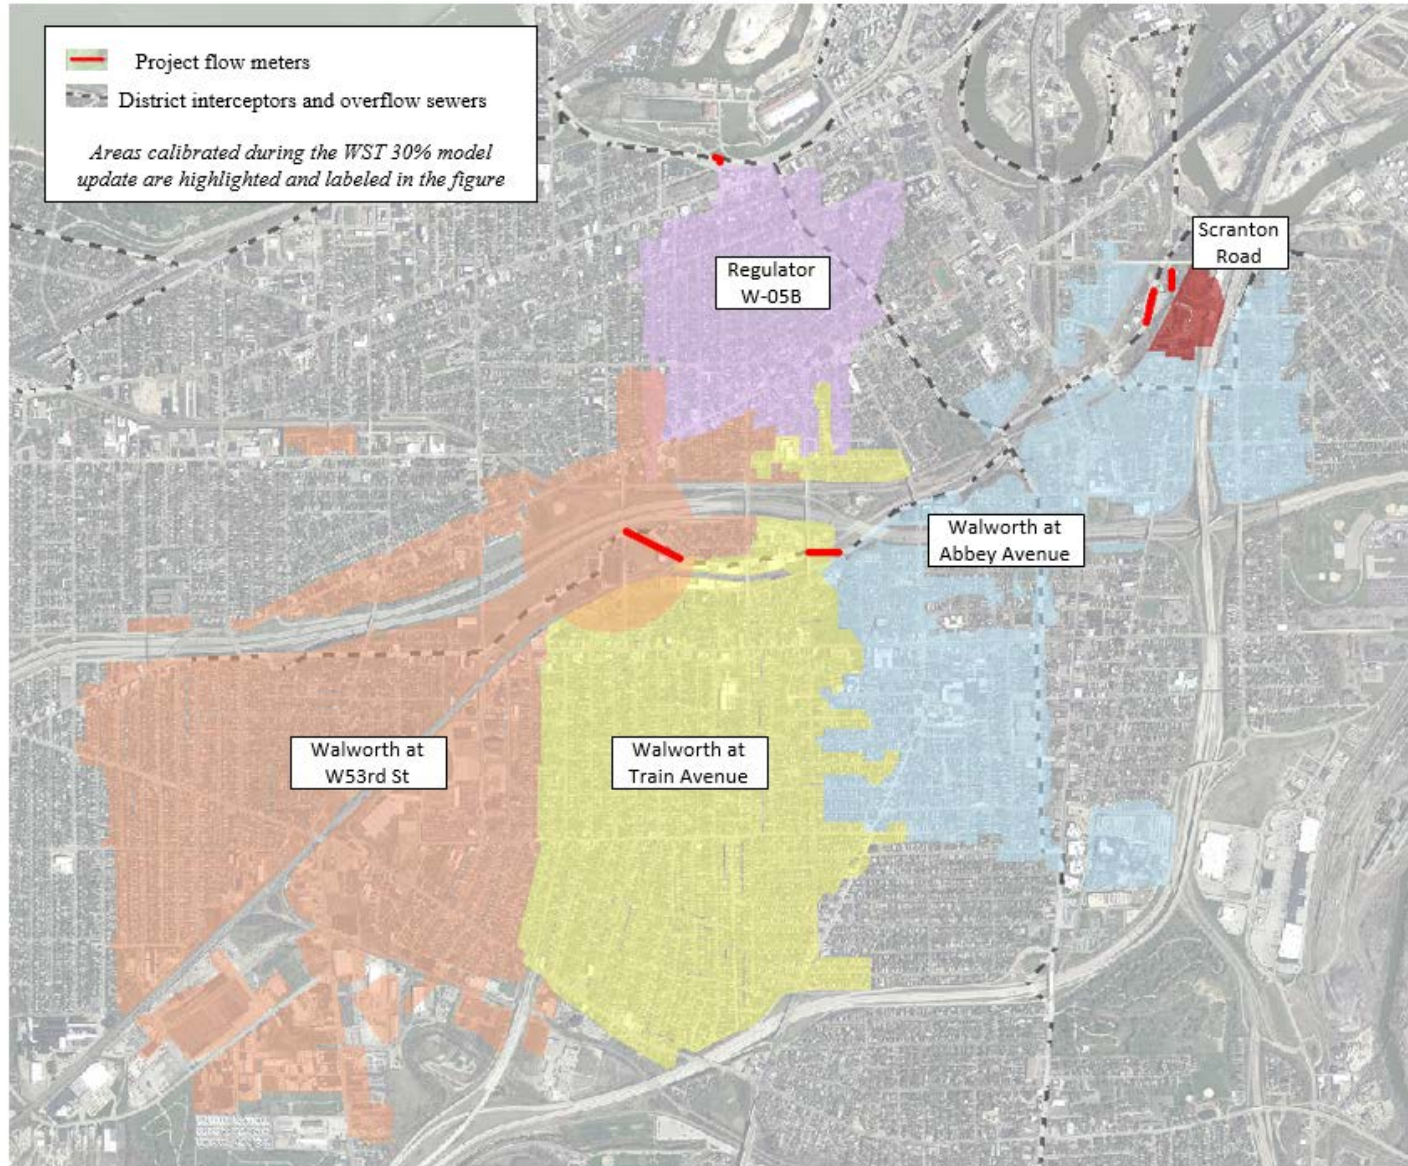 Project flow meters
District interceptors and overflow sewers
Areas calibrated during the WST 30% model
update are highlighted and labeled in the figure
Scranton
Road
Regulator
W-05B
Walworth at
Abbey Avenue
Walworth at
W53rd St
Walworth at
Train Avenue